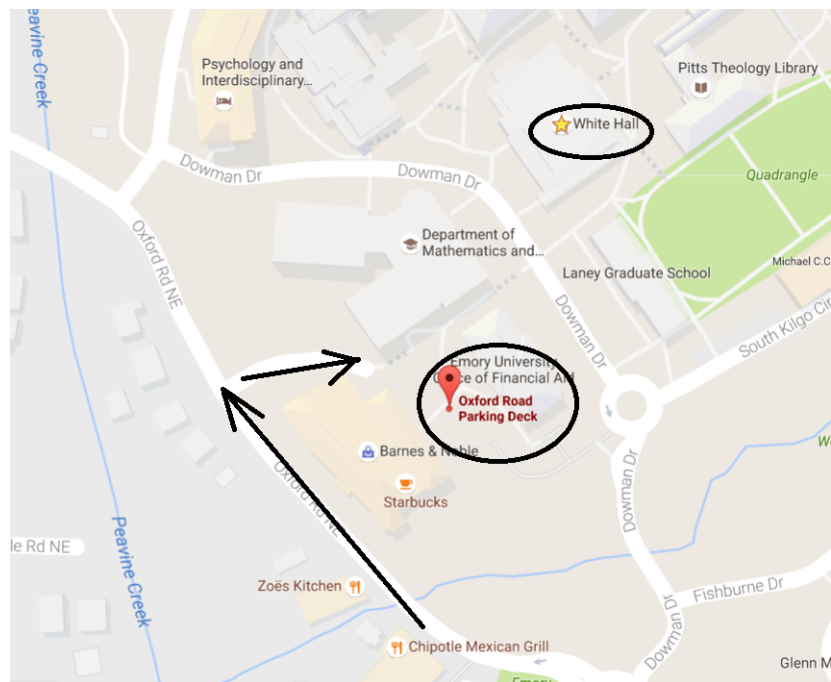 Peavine Creek
Psychology and
Interdisciplinary...
Pitts Theology Library
White Hall
Dowman Dr
Dowman Dr
Quadrangle
Oxford Rd NE
Department of
Mathematics and...
Michael C.C
Laney Graduate School
Dowman Dr
South Kilgo Cir
Emory University
Office of Financial Aid
Oxford Road
Parking Deck
Barnes & Noble
Starbucks
Oxford Rd NE
Dowman Dr
le Rd NE
Peavine Creek
Zoës Kitchen
Fishburne Dr
Dowman Dr
Chipotle Mexican Grill
Glenn M
Emory